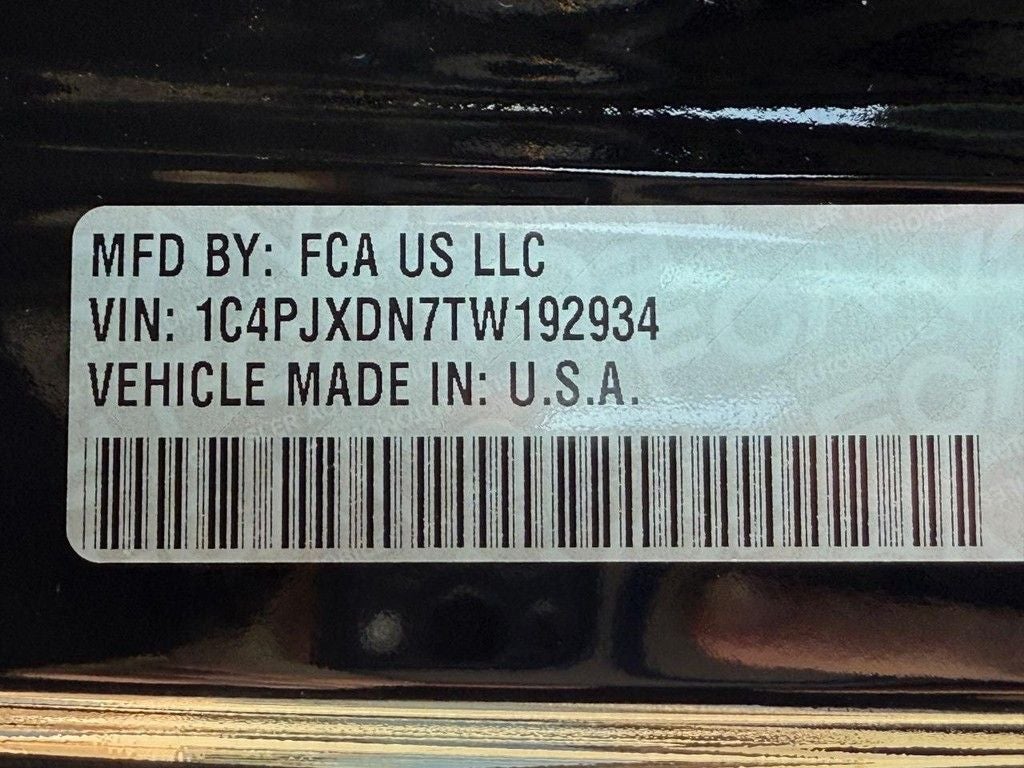 MFD BY: FCA US LLC
VIN: 1C4PJXDN7TW192934
VEHICLE MADE IN: U.S.A.